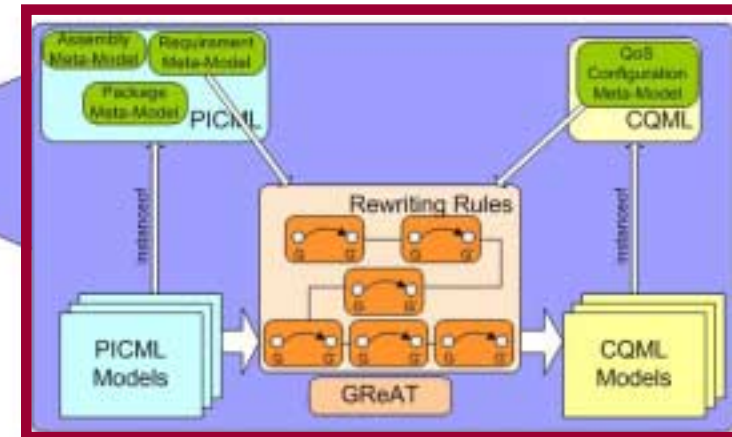 Assembly
Meta-Model
Requirement
Meta-Model
Package
Meta-Model
PICML
QoS
Configuration
Meta-Model
CQML
instanceof
instanceof
Rewriting Rules
G G'
G G'
G G'
G G'
G G'
G G'
PICML
Models
CQML
Models
GReAT